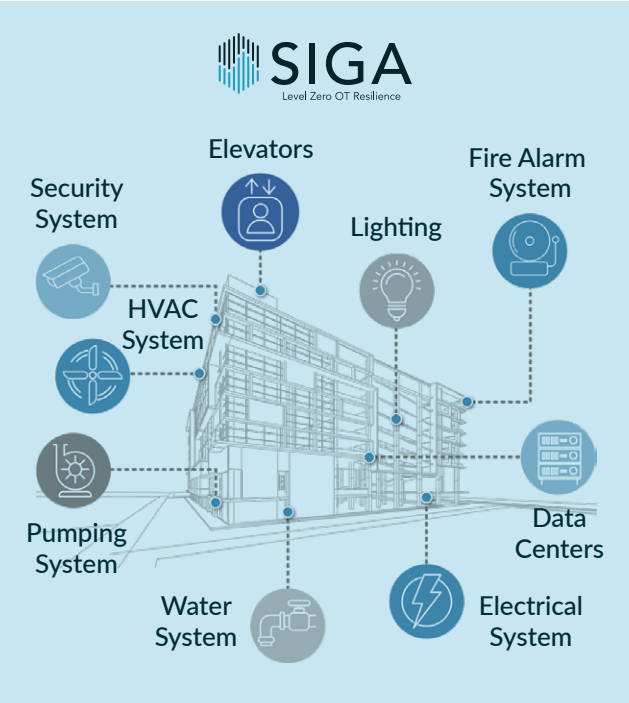 SIGA
Level Zero OT Resilience
Elevators
Fire Alarm
System
Security
System
Lighting
HVAC
System
Pumping
System
Data
Centers
Water
System
Electrical
System